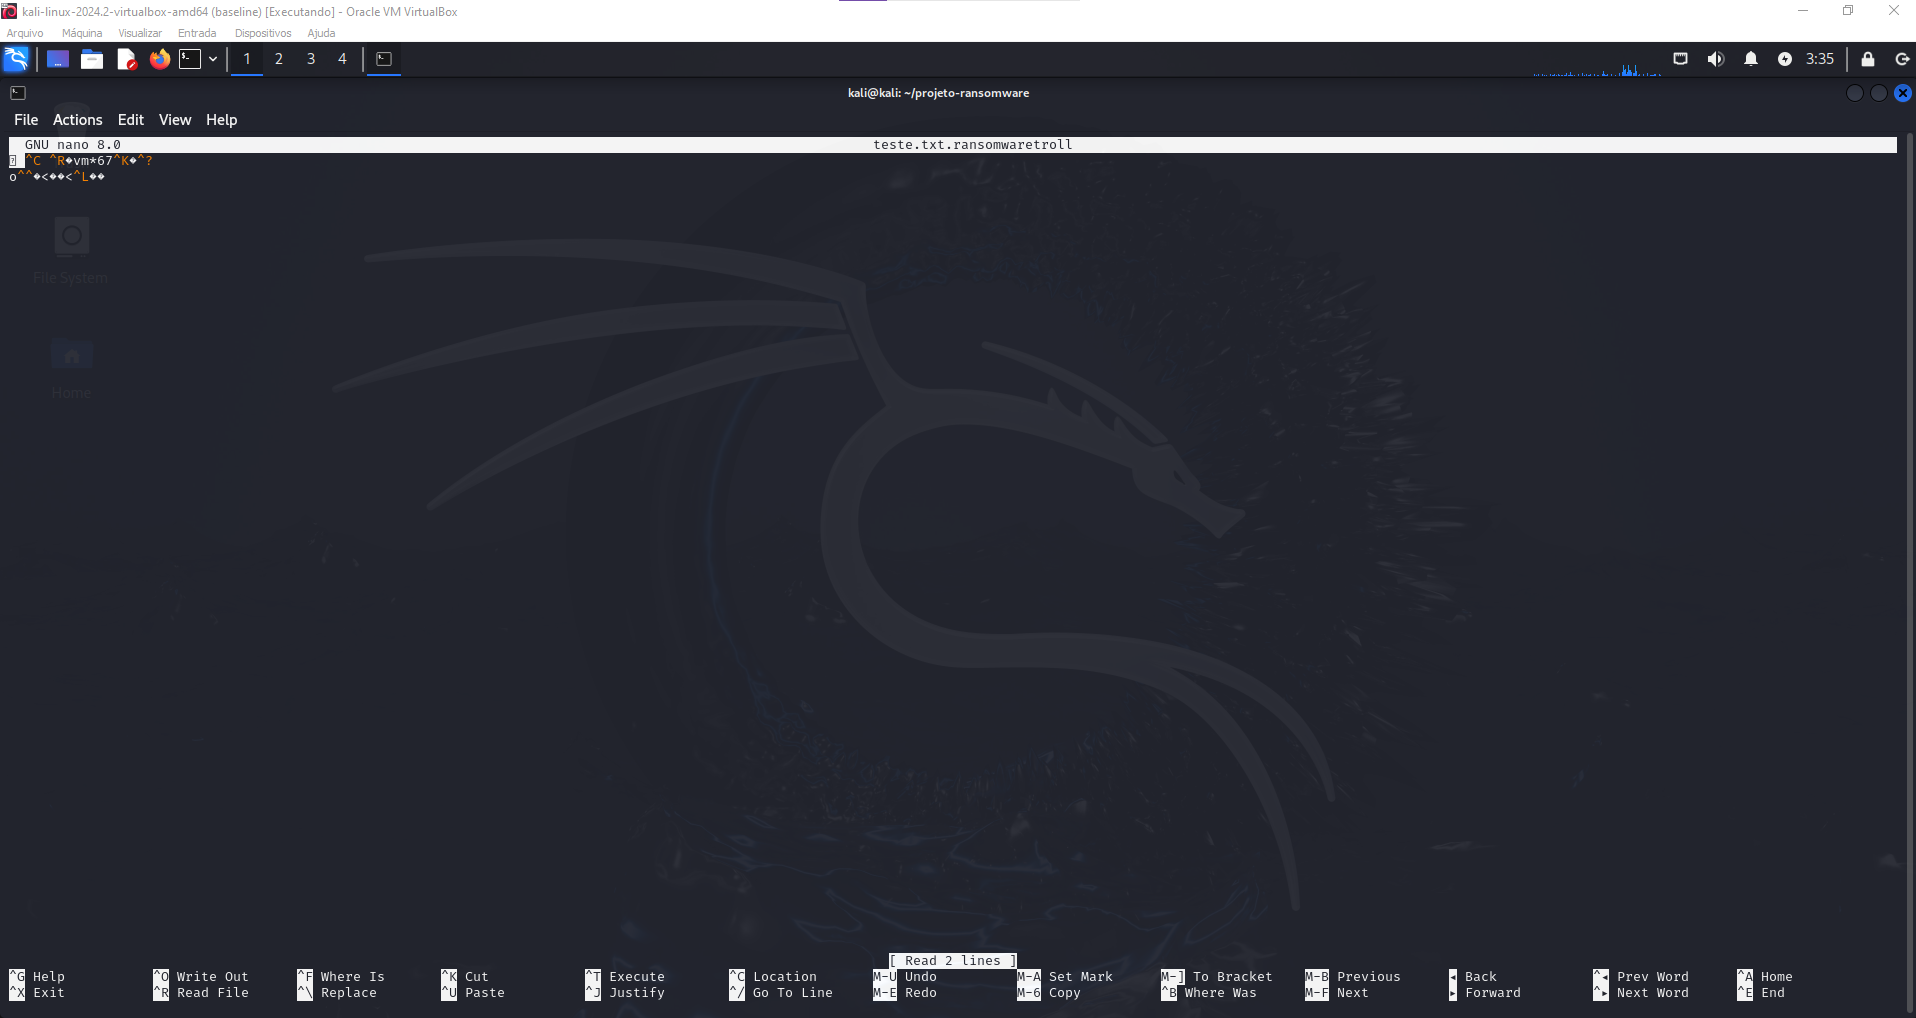 kali-linux-2024.2-virtualbox-amd64 (baseline) [Executando] - Oracle VM VirtualBox
Arquivo Máquina Visualizar Entrada Dispositivos Ajuda
1 2 3 4 3:35
kali@kali: ~/projeto-ransomware
File Actions Edit View Help
GNU nano 8.0 teste.txt.ransomwaretroll
^C ^R�vm*67^K�^?
o^^�<��<^L��
File System
Home
[ Read 2 lines ]
^G Help ^O Write Out ^F Where Is ^K Cut ^T Execute ^C Location M-U Undo M-A Set Mark M-] To Bracket M-B Previous ◂ Back ^◂ Prev Word ^A Home
^X Exit ^R Read File ^\ Replace ^U Paste ^J Justify ^/ Go To Line M-E Redo M-6 Copy ^B Where Was M-F Next ▸ Forward ^▸ Next Word ^E End